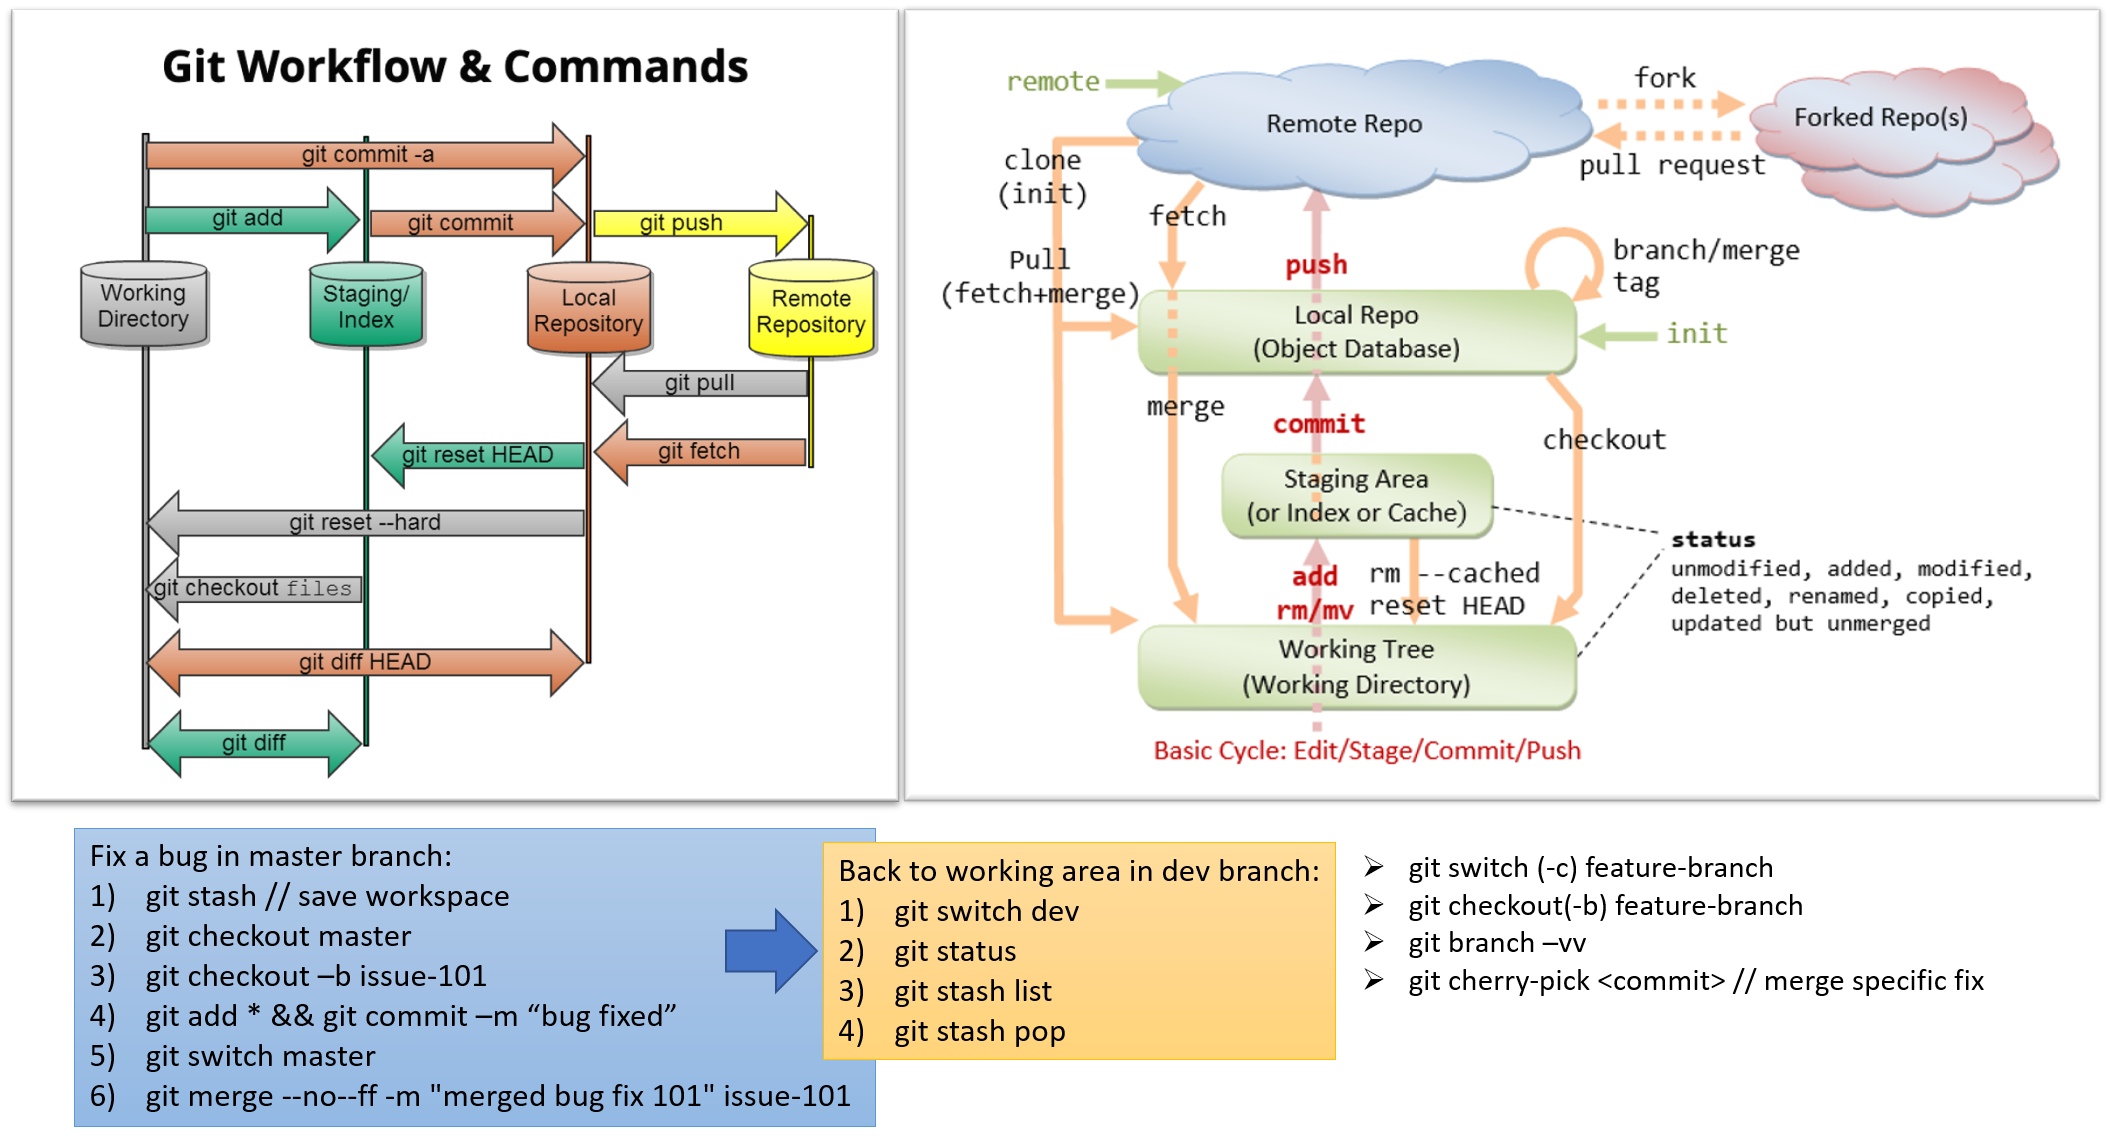 Git Workflow & Commands
git commit -a
git add
git commit
git push
Working
Directory
Staging/
Index
Local
Repository
Remote
Repository
git pull
git reset HEAD
git fetch
git reset --hard
git checkout files
git diff HEAD
git diff
remote
Remote Repo
fork
Forked Repo(s)
pull request
clone
(init)
fetch
Pull
(fetch+merge)
push
branch/merge
tag
Local Repo
(Object Database)
init
merge
commit
checkout
Staging Area
(or Index or Cache)
status
unmodified, added, modified,
deleted, renamed, copied,
updated but unmerged
add
rm/mv
rm --cached
reset HEAD
Working Tree
(Working Directory)
Basic Cycle: Edit/Stage/Commit/Push
Fix a bug in master branch:
1) git stash // save workspace
2) git checkout master
3) git checkout –b issue-101
4) git add * && git commit –m “bug fixed”
5) git switch master
6) git merge --no--ff -m "merged bug fix 101" issue-101
Back to working area in dev branch:
1) git switch dev
2) git status
3) git stash list
4) git stash pop
➢ git switch (-c) feature-branch
➢ git checkout(-b) feature-branch
➢ git branch –vv
➢ git cherry-pick <commit> // merge specific fix